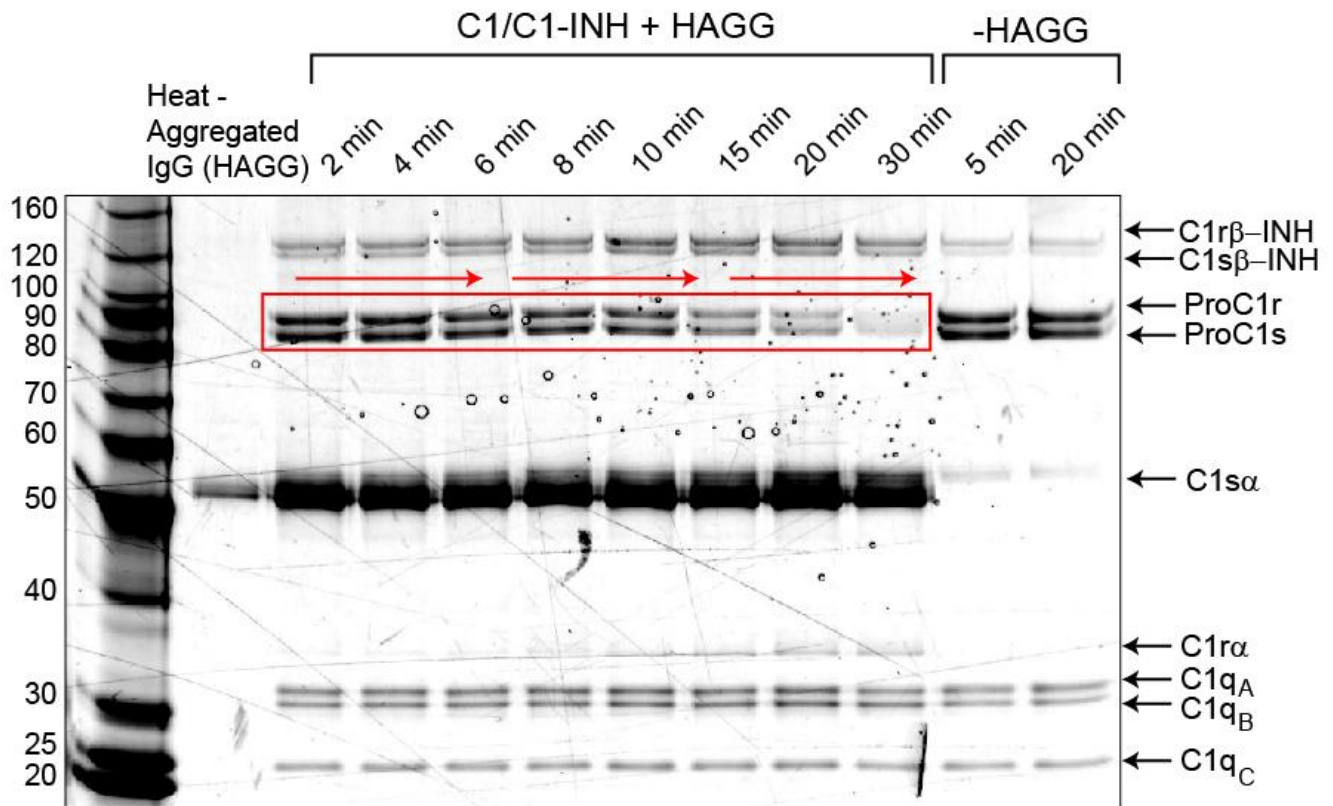 C1/C1-INH + HAGG
-HAGG
Heat -
Aggregated
IgG (HAGG)
2 min
4 min
6 min
8 min
10 min
15 min
20 min
30 min
5 min
20 min
160
120
100
90
80
70
60
50
40
30
25
20
C1rβ–INH
C1sβ–INH
ProC1r
ProC1s
C1sα
C1rα
C1qA
C1qB
C1qC